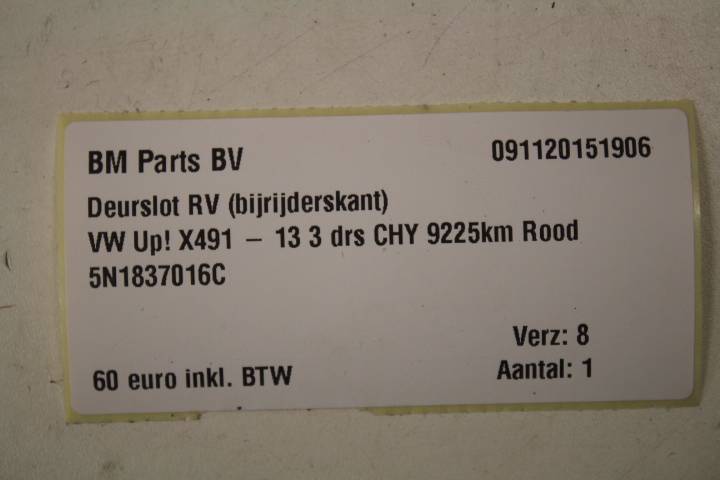 BM Parts BV 091120151906
Deurslot RV (bijrijderskant)
VW Up! X491 – 13 3 drs CHY 9225km Rood
5N1837016C
Verz: 8
60 euro inkl. BTW Aantal: 1